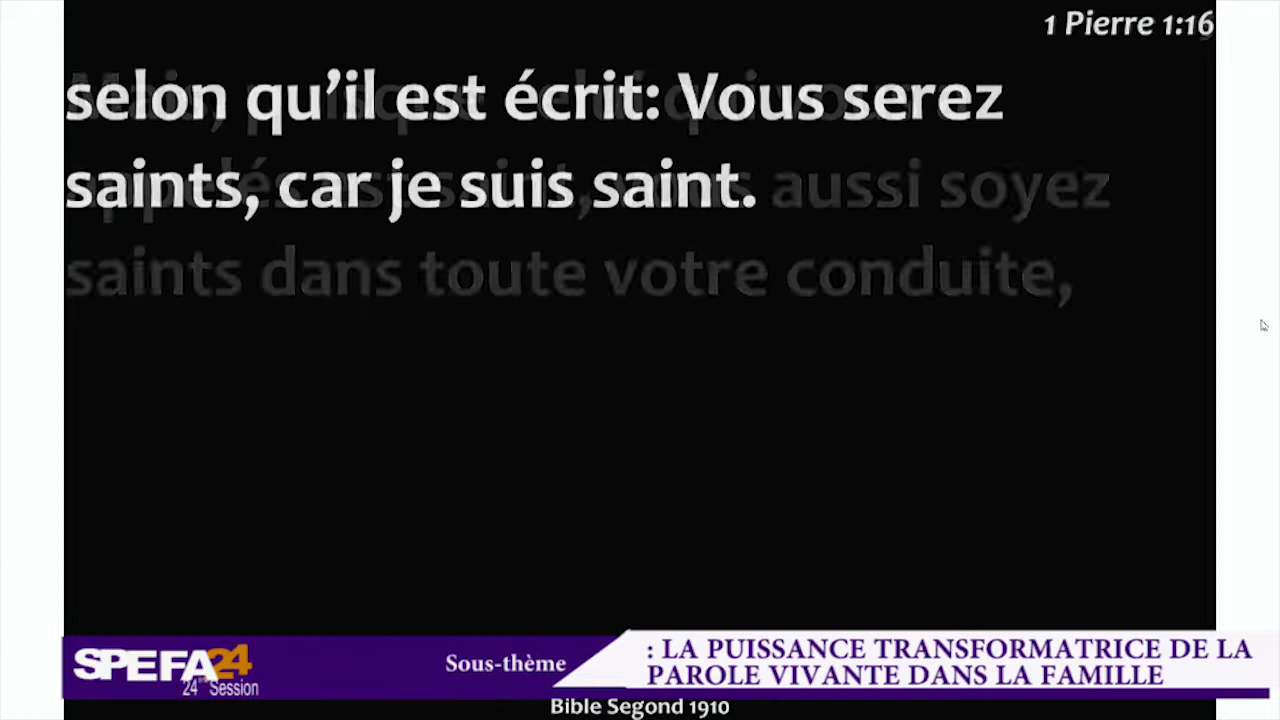 1 Pierre 1:16
selon qu’il est écrit: Vous serez
saints, car je suis saint.
aussi soyez
saints dans toute votre conduite,
SPEFA24
24 Session
Sous-thème
: LA PUISSANCE TRANSFORMATRICE DE LA
PAROLE VIVANTE DANS LA FAMILLE
Bible Segond 1910